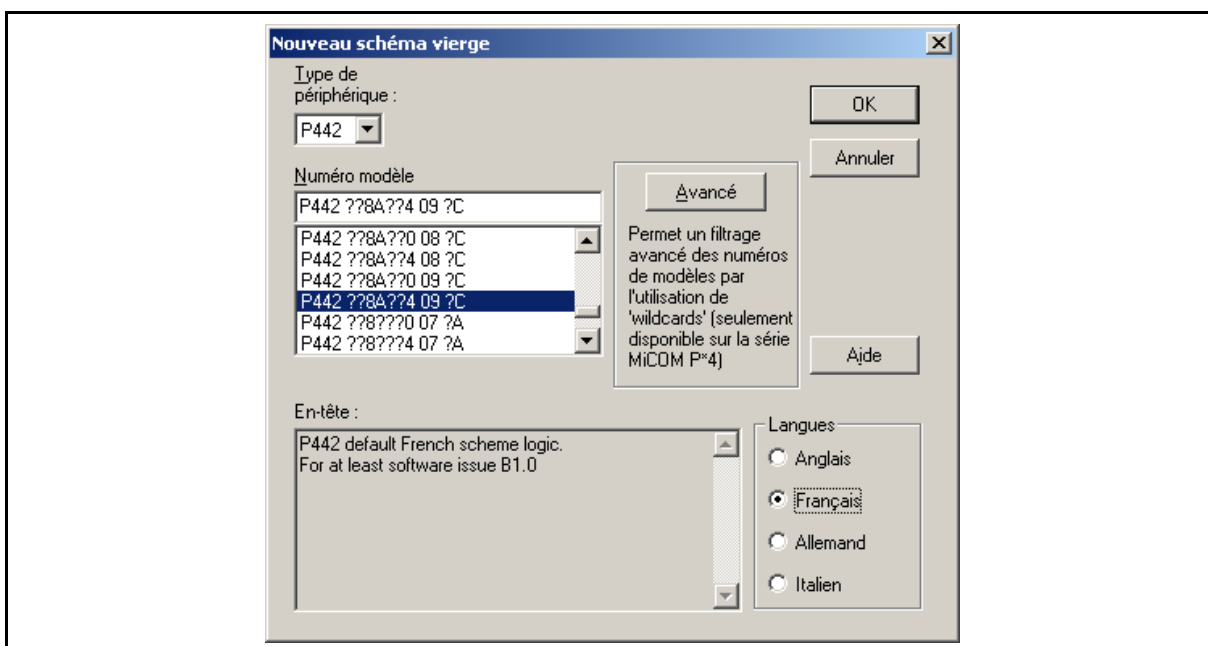 Nouveau schéma vierge
Type de
périphérique :
P442
OK
Annuler
Numéro modèle
P442 ??8A??4 09 ?C
P442 ??8A??0 08 ?C
P442 ??8A??4 08 ?C
P442 ??8A??0 09 ?C
P442 ??8A??4 09 ?C
P442 ??8???0 07 ?A
P442 ??8???4 07 ?A
Avancé
Permet un filtrage
avancé des numéros
de modèles par
l'utilisation de
'wildcards' (seulement
disponible sur la série
MiCOM P*4)
Aide
En-tête :
P442 default French scheme logic.
For at least software issue B1.0
Langues
Anglais
Français
Allemand
Italien